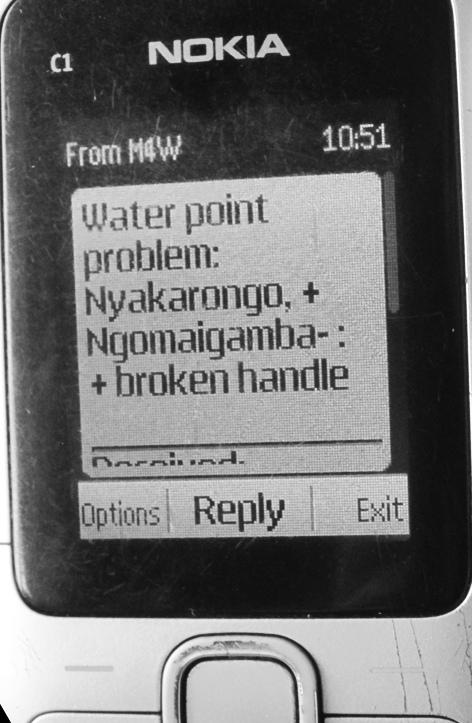 C1 NOKIA
From M4W 10:51
Water point
problem:
Nyakarongo, +
Ngomaigamba- :
+ broken handle
Options Reply Exit